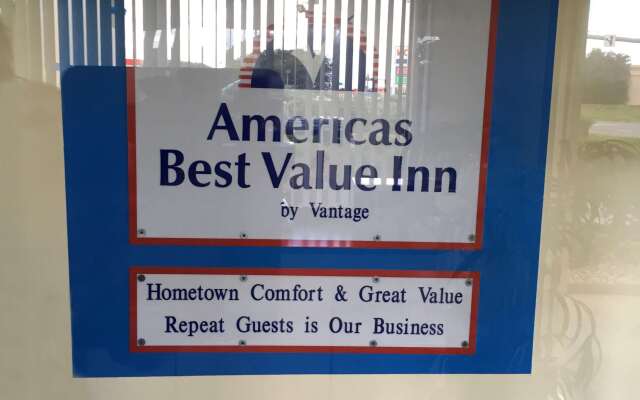 Americas
Best Value Inn
by Vantage
Hometown Comfort & Great Value
Repeat Guests is Our Business